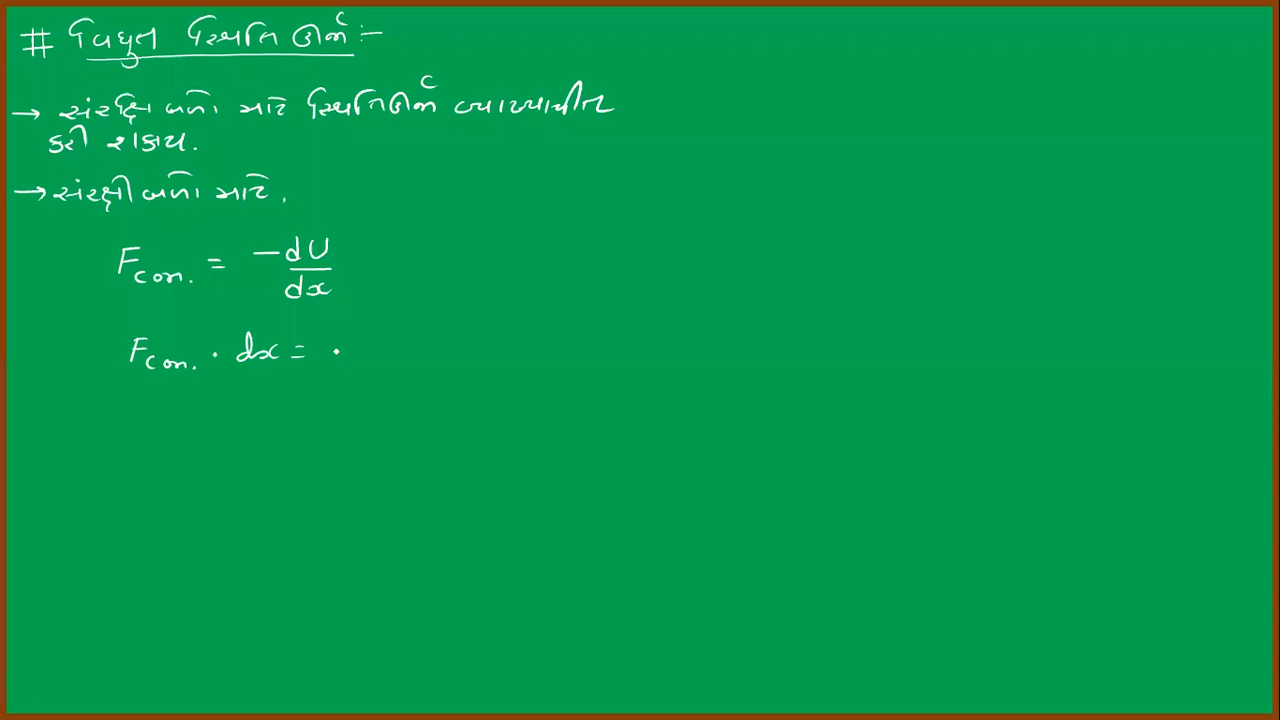 # વિદ્યુત સ્થિતિ ઊર્જા :-
→ સંરક્ષી બળો માટે સ્થિતિઊર્જા વ્યાખ્યાયીત
કરી શકાય.
→ સંરક્ષી બળો માટે,
F_con. = -dU/dx
F_con. · dx = ·